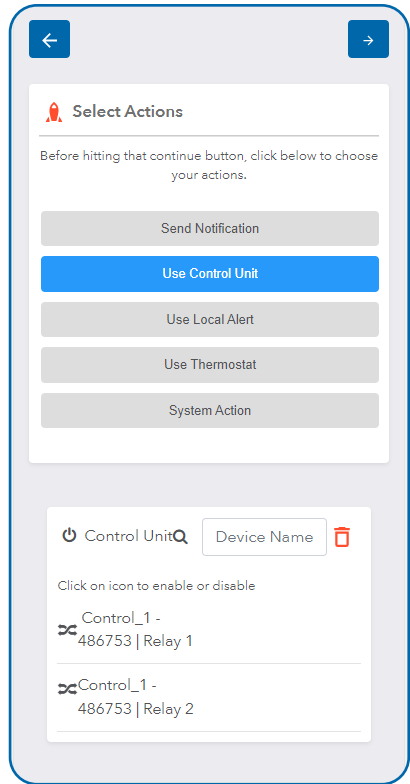 Select Actions
Before hitting that continue button, click below to choose
your actions.
Send Notification
Use Control Unit
Use Local Alert
Use Thermostat
System Action
Control Unit Device Name
Click on icon to enable or disable
Control_1 -
486753 | Relay 1
Control_1 -
486753 | Relay 2